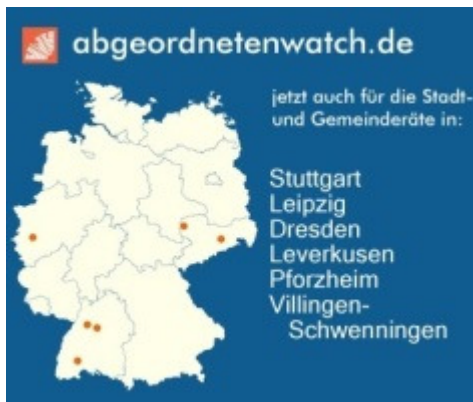 abgeordnetenwatch.de
jetzt auch für die Stadt-
und Gemeinderäte in:
Stuttgart
Leipzig
Dresden
Leverkusen
Pforzheim
Villingen-
Schwenningen